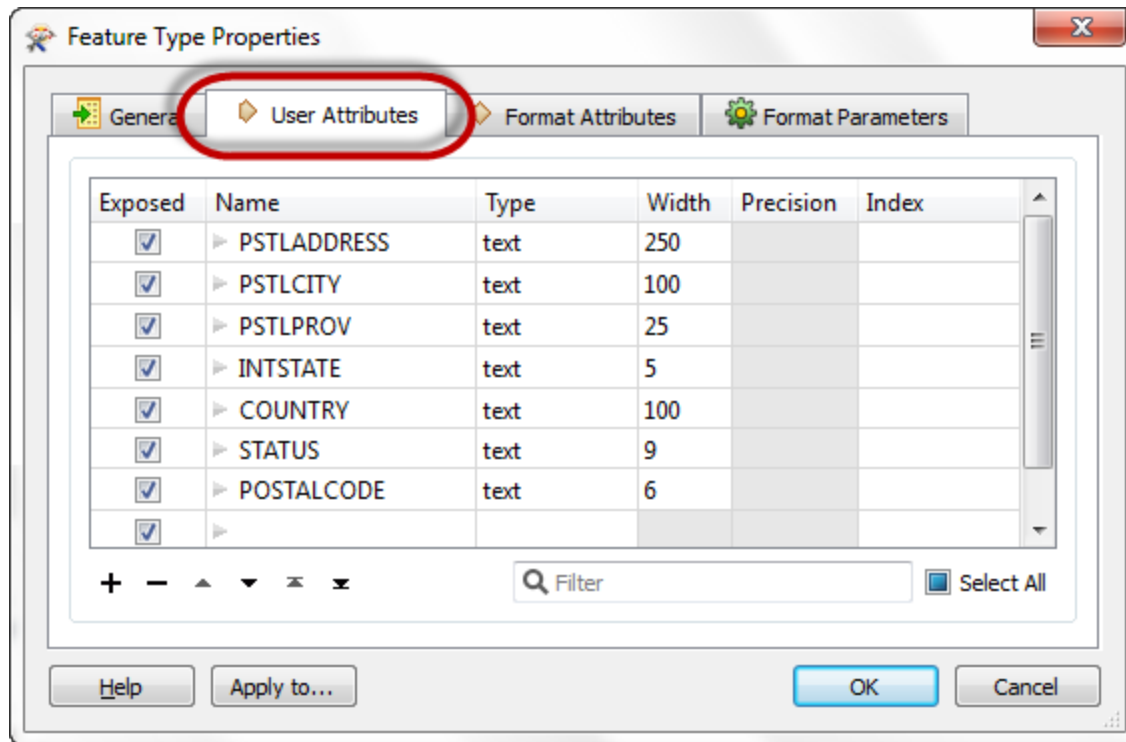 Feature Type Properties
General User Attributes Format Attributes Format Parameters
Exposed Name Type Width Precision Index
PSTLADDRESS text 250
PSTLCITY text 100
PSTLPROV text 25
INTSTATE text 5
COUNTRY text 100
STATUS text 9
POSTALCODE text 6
Filter Select All
Help Apply to... OK Cancel